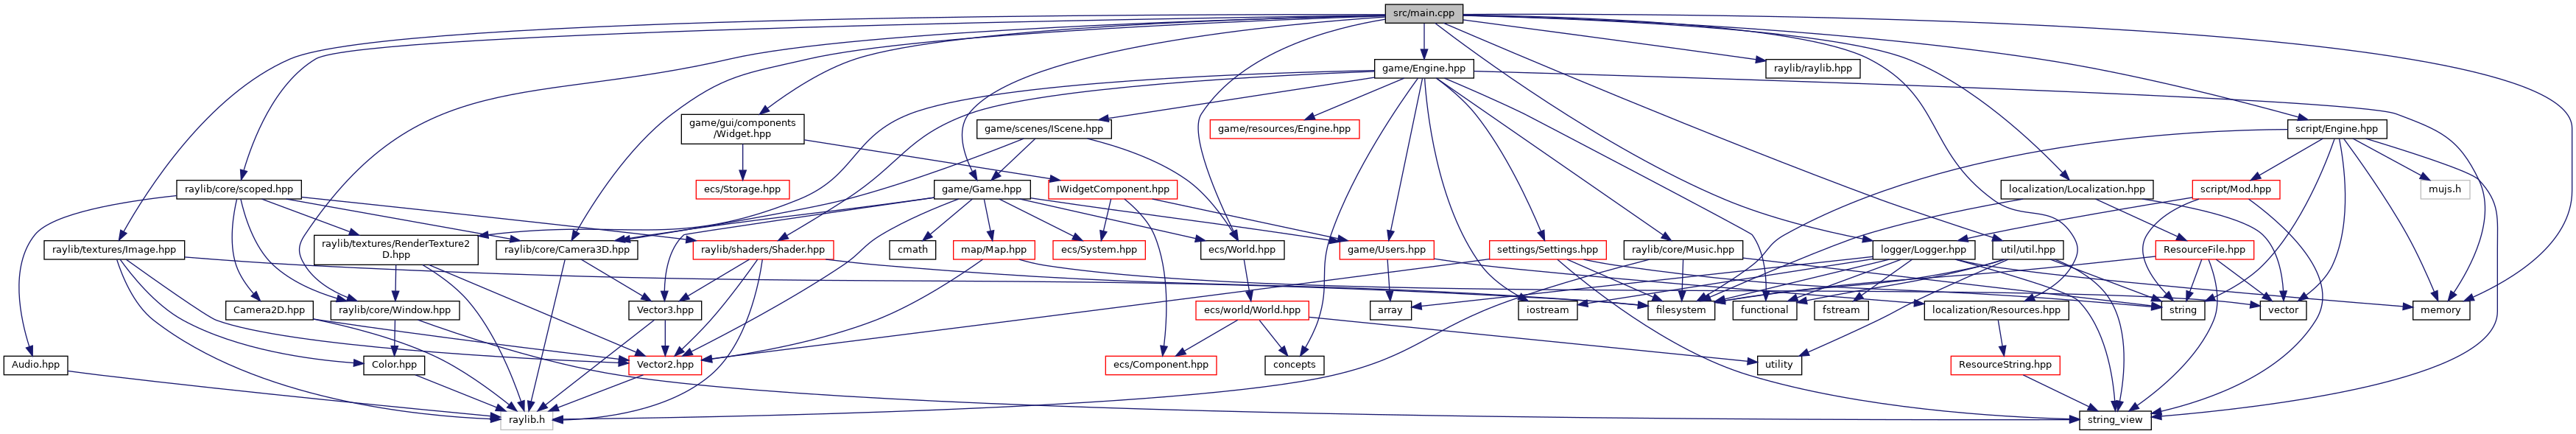 src/main.cpp
game/Engine.hpp
raylib/raylib.hpp
game/gui/components
/Widget.hpp
game/scenes/IScene.hpp
game/resources/Engine.hpp
script/Engine.hpp
raylib/core/scoped.hpp
ecs/Storage.hpp
IWidgetComponent.hpp
game/Game.hpp
localization/Localization.hpp
script/Mod.hpp
mujs.h
raylib/textures/Image.hpp
raylib/textures/RenderTexture2
D.hpp
raylib/core/Camera3D.hpp
raylib/shaders/Shader.hpp
cmath
map/Map.hpp
ecs/System.hpp
ecs/World.hpp
game/Users.hpp
settings/Settings.hpp
raylib/core/Music.hpp
logger/Logger.hpp
util/util.hpp
ResourceFile.hpp
Camera2D.hpp
raylib/core/Window.hpp
Vector3.hpp
ecs/world/World.hpp
array
iostream
filesystem
functional
fstream
localization/Resources.hpp
string
vector
memory
Audio.hpp
Color.hpp
Vector2.hpp
ecs/Component.hpp
concepts
utility
ResourceString.hpp
raylib.h
string_view